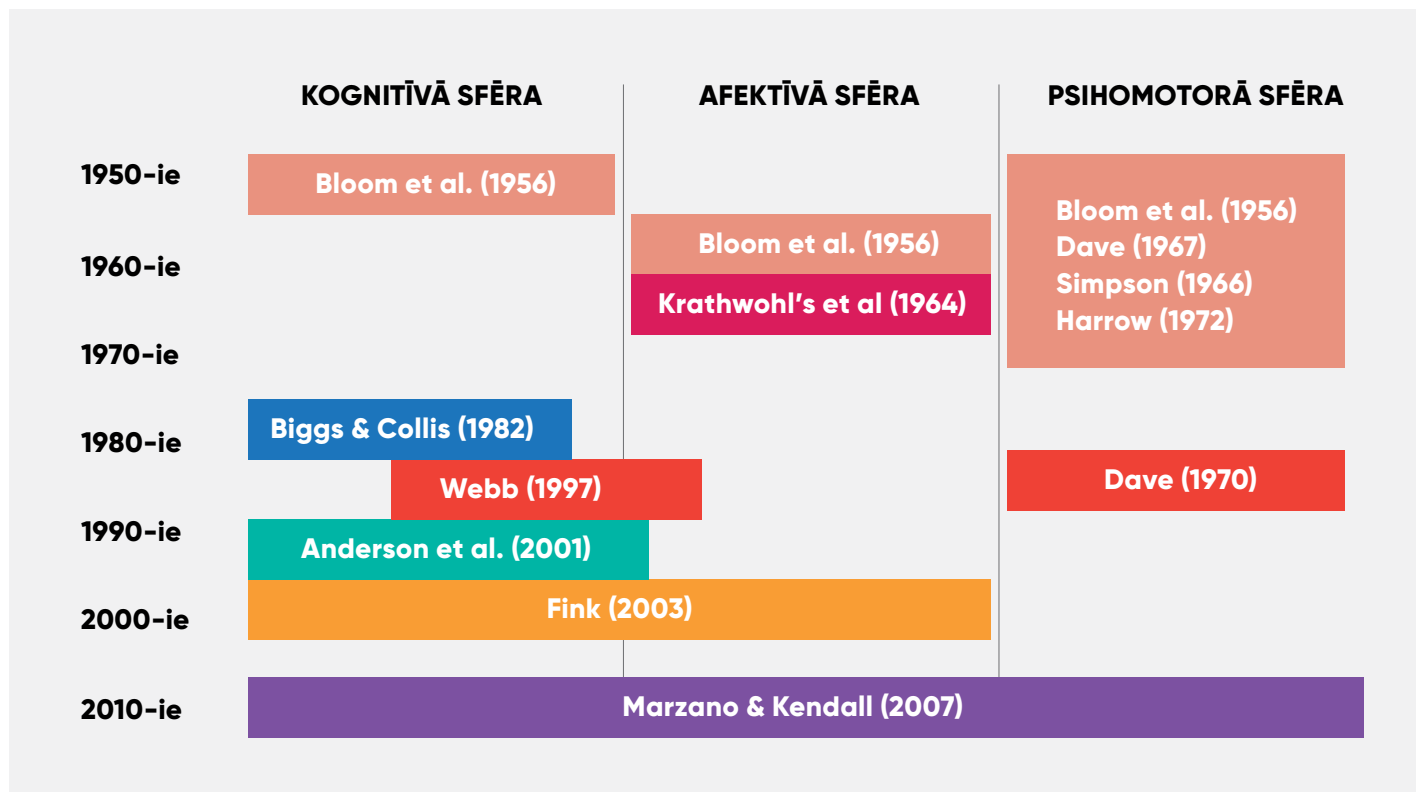 KOGNITĪVĀ SFĒRA
AFEKTĪVĀ SFĒRA
PSIHOMOTORĀ SFĒRA
1950-ie
Bloom et al. (1956)
Bloom et al. (1956)
Dave (1967)
Simpson (1966)
Harrow (1972)
1960-ie
Bloom et al. (1956)
Krathwohl’s et al (1964)
1970-ie
1980-ie
Biggs & Collis (1982)
Webb (1997)
Dave (1970)
1990-ie
Anderson et al. (2001)
2000-ie
Fink (2003)
2010-ie
Marzano & Kendall (2007)